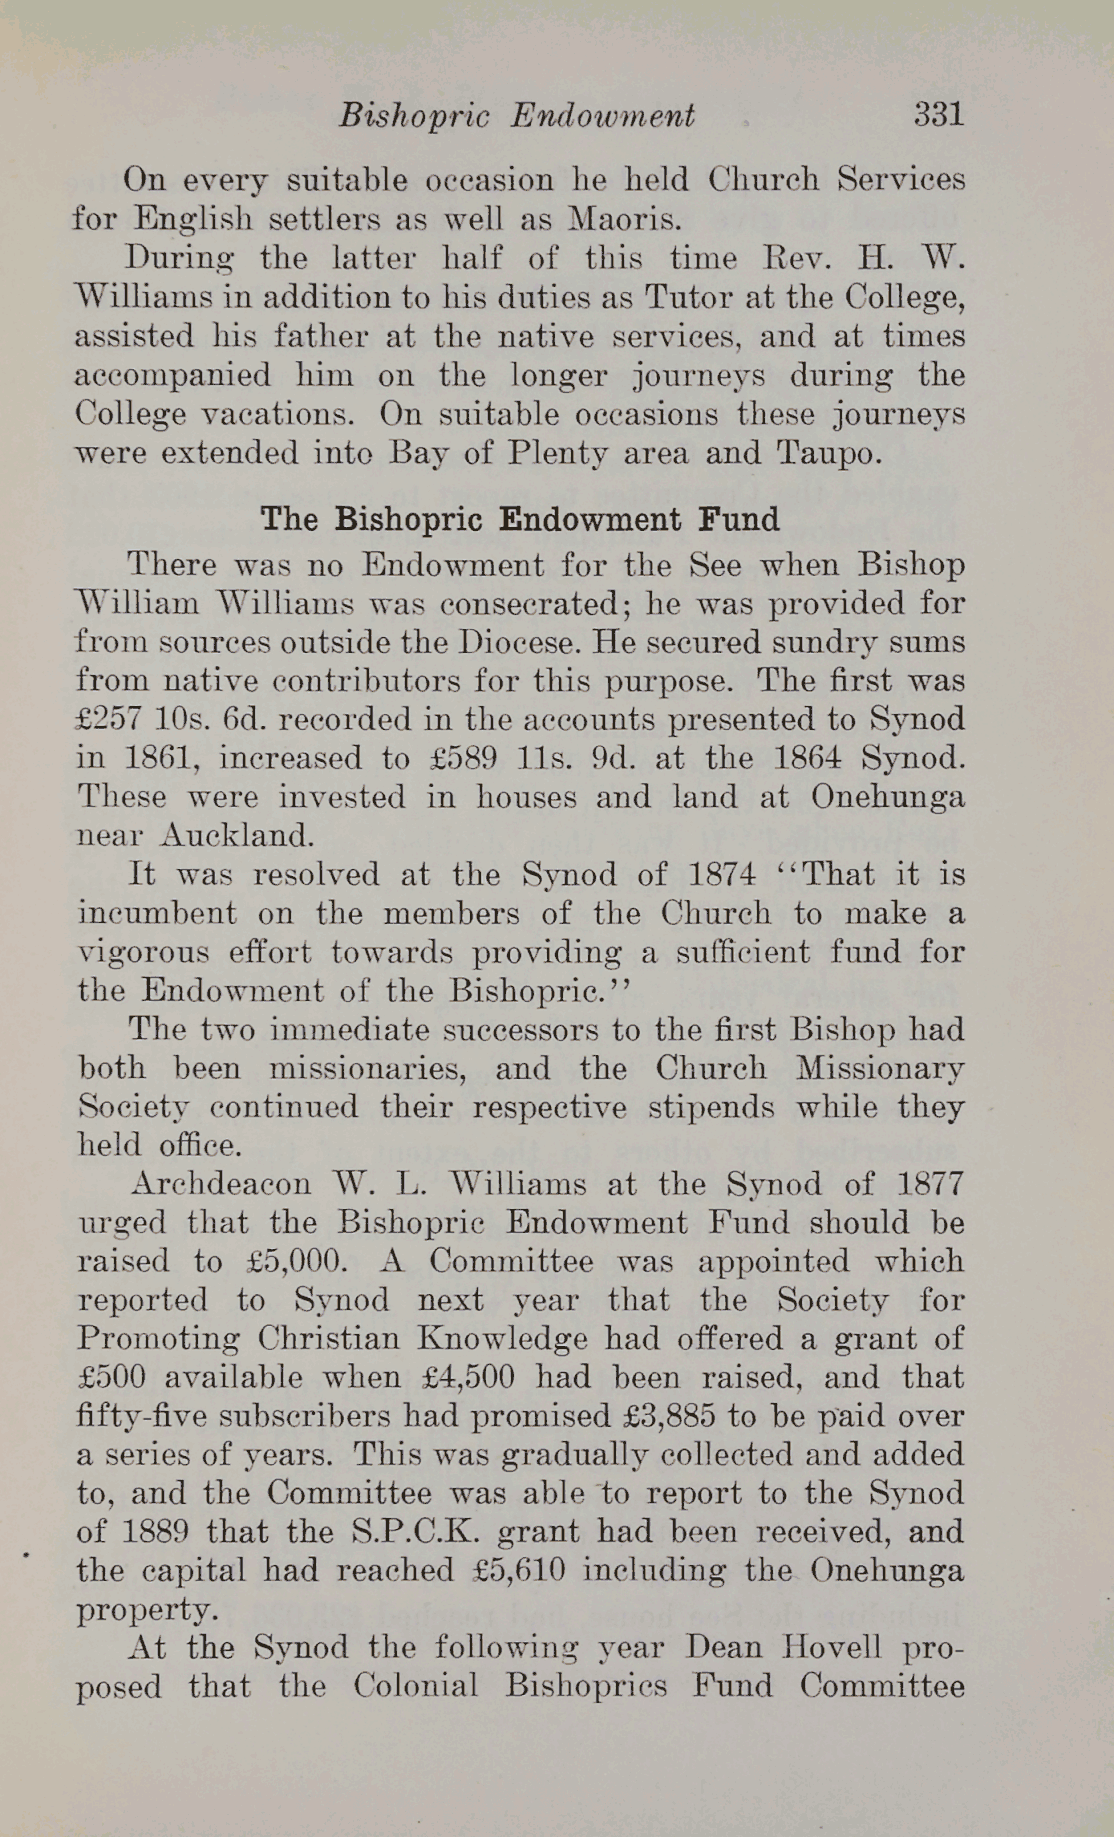 Bishopric Endowment 331
On every suitable occasion he held Church Services
for English settlers as well as Maoris.
During the latter half of this time Rev. H. W.
Williams in addition to his duties as Tutor at the College,
assisted his father at the native services, and at times
accompanied him on the longer journeys during the
College vacations. On suitable occasions these journeys
were extended into Bay of Plenty area and Taupo.
The Bishopric Endowment Fund
There was no Endowment for the See when Bishop
William Williams was consecrated; he was provided for
from sources outside the Diocese. He secured sundry sums
from native contributors for this purpose. The first was
£257 10s. 6d. recorded in the accounts presented to Synod
in 1861, increased to £589 11s. 9d. at the 1864 Synod.
These were invested in houses and land at Onehunga
near Auckland.
It was resolved at the Synod of 1874 ‘‘That it is
incumbent on the members of the Church to make a
vigorous effort towards providing a sufficient fund for
the Endowment of the Bishopric.’’
The two immediate successors to the first Bishop had
both been missionaries, and the Church Missionary
Society continued their respective stipends while they
held office.
Archdeacon W. L. Williams at the Synod of 1877
urged that the Bishopric Endowment Fund should be
raised to £5,000. A Committee was appointed which
reported to Synod next year that the Society for
Promoting Christian Knowledge had offered a grant of
£500 available when £4,500 had been raised, and that
fifty-five subscribers had promised £3,885 to be paid over
a series of years. This was gradually collected and added
to, and the Committee was able to report to the Synod
of 1889 that the S.P.C.K. grant had been received, and
the capital had reached £5,610 including the Onehunga
property.
At the Synod the following year Dean Hovell pro-
posed that the Colonial Bishoprics Fund Committee